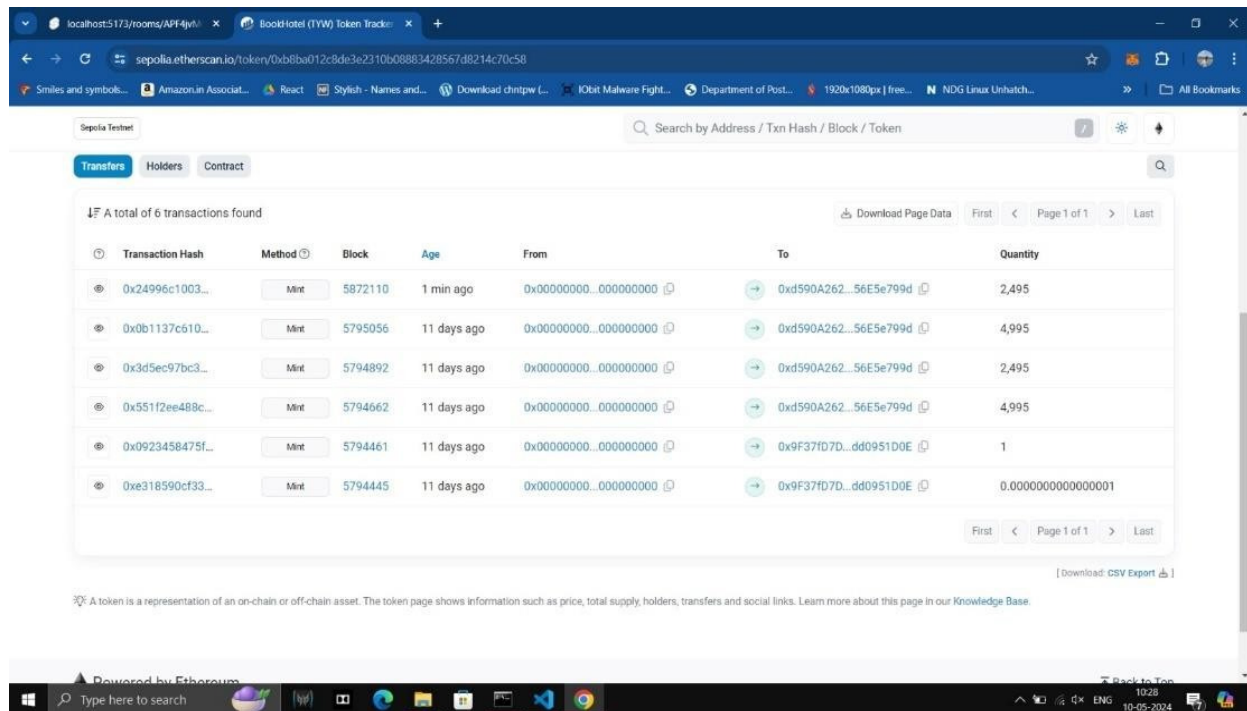 localhost:5173/rooms/APF4jvM
BookHotel (TYW) Token Tracker
sepolia.etherscan.io/token/0xb8ba012c8de3e2310b08883428567d8214c70c58
Smiles and symbols... Amazon.in Associat... React Stylish - Names and... Download chntpw (... IObit Malware Fight... Department of Post... 1920x1080px | free... NDG Linux Unhatch... » All Bookmarks
Sepolia Testnet
Search by Address / Txn Hash / Block / Token /
Transfers Holders Contract
A total of 6 transactions found
Download Page Data First < Page 1 of 1 > Last
Transaction Hash Method Block Age From To Quantity
0x24996c1003... Mint 5872110 1 min ago 0x00000000...000000000 0xd590A262...56E5e799d 2,495
0x0b1137c610... Mint 5795056 11 days ago 0x00000000...000000000 0xd590A262...56E5e799d 4,995
0x3d5ec97bc3... Mint 5794892 11 days ago 0x00000000...000000000 0xd590A262...56E5e799d 2,495
0x551f2ee488c... Mint 5794662 11 days ago 0x00000000...000000000 0xd590A262...56E5e799d 4,995
0x0923458475f... Mint 5794461 11 days ago 0x00000000...000000000 0x9F37fD7D...dd0951D0E 1
0xe318590cf33... Mint 5794445 11 days ago 0x00000000...000000000 0x9F37fD7D...dd0951D0E 0.0000000000000001
First < Page 1 of 1 > Last
[ Download: CSV Export ]
A token is a representation of an on-chain or off-chain asset. The token page shows information such as price, total supply, holders, transfers and social links. Learn more about this page in our Knowledge Base.
Powered by Ethereum
Back to Top
Type here to search
ENG
10:28
10-05-2024